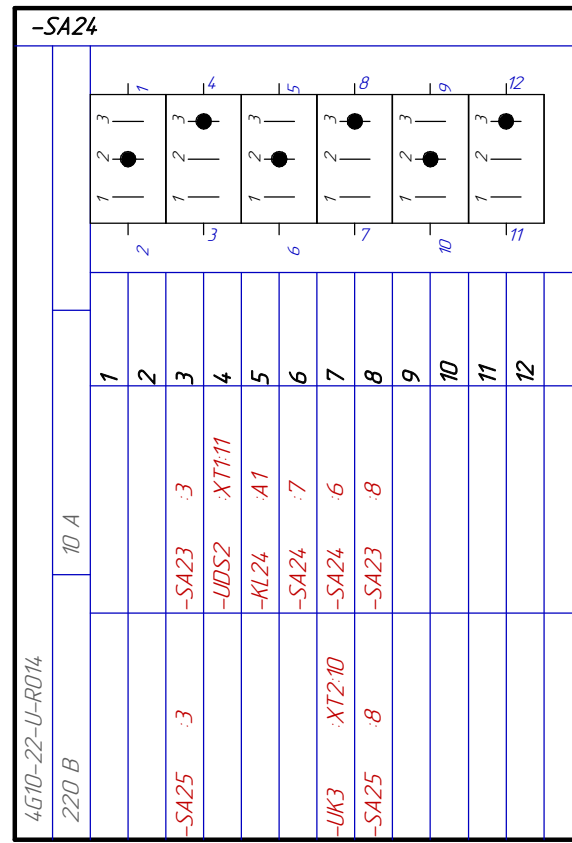 -SA24
1 4 5 8 9 12
3 3 3 3 3 3
2 2 2 2 2 2
1 1 1 1 1 1
2 3 6 7 10 11
1
2
3 -SA23 :3 -SA25 :3
4 -UDS2 :XT1:11
5 -KL24 :A1
6 -SA24 :7
7 -SA24 :6 -UK3 :XT2:10
8 -SA23 :8 -SA25 :8
9
10
11
12
4G10-22-U-R014
220 В 10 А